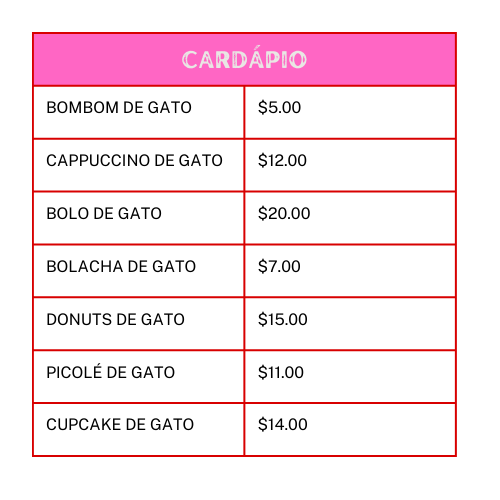 CARDÁPIO
BOMBOM DE GATO $5.00
CAPPUCCINO DE GATO $12.00
BOLO DE GATO $20.00
BOLACHA DE GATO $7.00
DONUTS DE GATO $15.00
PICOLÉ DE GATO $11.00
CUPCAKE DE GATO $14.00